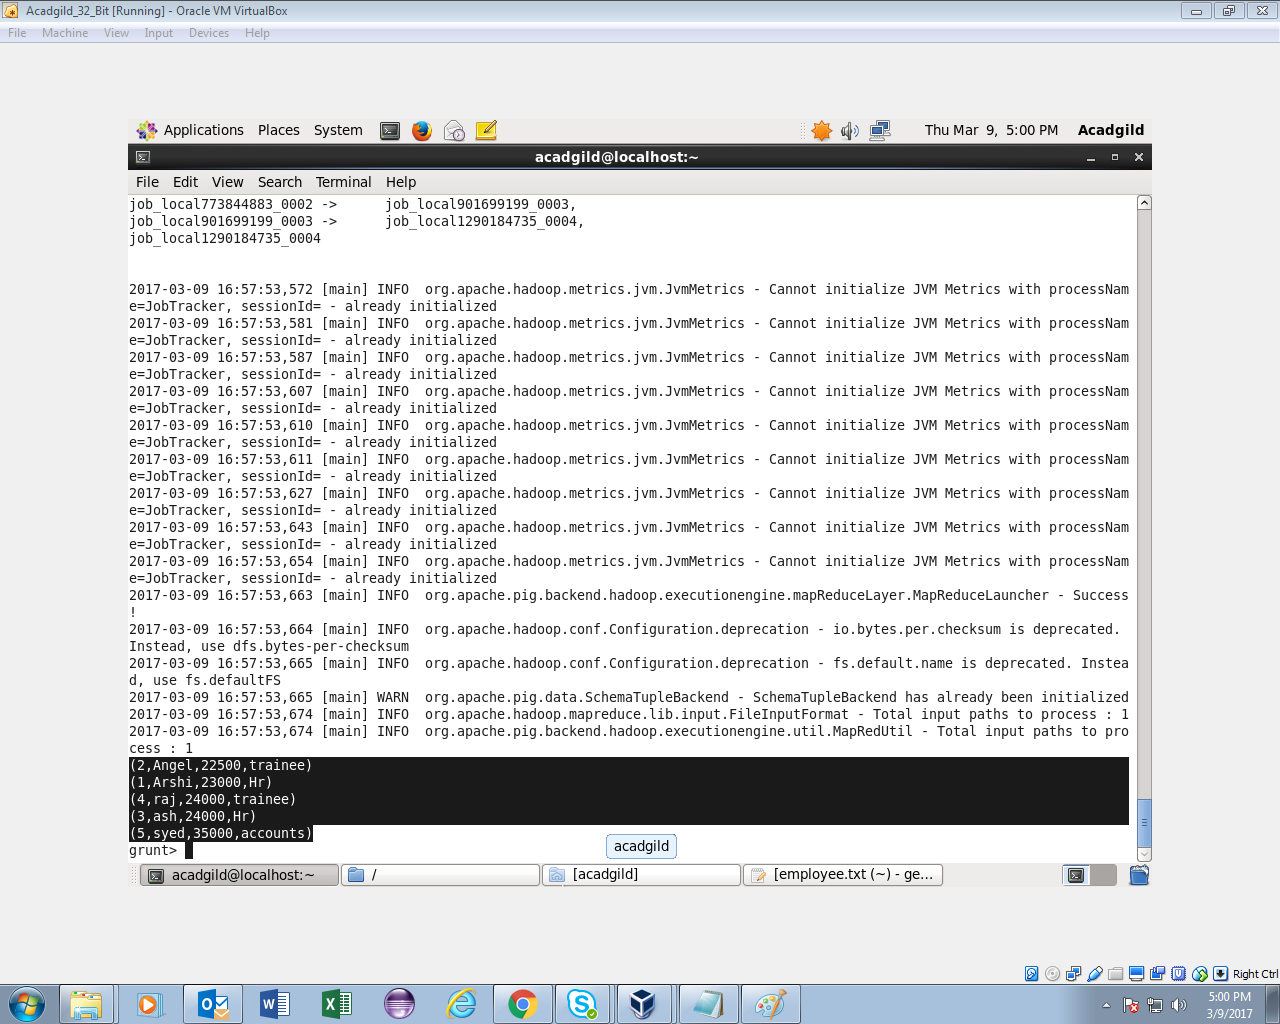 Acadgild_32_Bit [Running] - Oracle VM VirtualBox
File Machine View Input Devices Help
Applications Places System Thu Mar 9, 5:00 PM Acadgild
acadgild@localhost:~
File Edit View Search Terminal Help
job_local773844883_0002 -> job_local901699199_0003,
job_local901699199_0003 -> job_local1290184735_0004,
job_local1290184735_0004
2017-03-09 16:57:53,572 [main] INFO org.apache.hadoop.metrics.jvm.JvmMetrics - Cannot initialize JVM Metrics with processNam
e=JobTracker, sessionId= - already initialized
2017-03-09 16:57:53,581 [main] INFO org.apache.hadoop.metrics.jvm.JvmMetrics - Cannot initialize JVM Metrics with processNam
e=JobTracker, sessionId= - already initialized
2017-03-09 16:57:53,587 [main] INFO org.apache.hadoop.metrics.jvm.JvmMetrics - Cannot initialize JVM Metrics with processNam
e=JobTracker, sessionId= - already initialized
2017-03-09 16:57:53,607 [main] INFO org.apache.hadoop.metrics.jvm.JvmMetrics - Cannot initialize JVM Metrics with processNam
e=JobTracker, sessionId= - already initialized
2017-03-09 16:57:53,610 [main] INFO org.apache.hadoop.metrics.jvm.JvmMetrics - Cannot initialize JVM Metrics with processNam
e=JobTracker, sessionId= - already initialized
2017-03-09 16:57:53,611 [main] INFO org.apache.hadoop.metrics.jvm.JvmMetrics - Cannot initialize JVM Metrics with processNam
e=JobTracker, sessionId= - already initialized
2017-03-09 16:57:53,627 [main] INFO org.apache.hadoop.metrics.jvm.JvmMetrics - Cannot initialize JVM Metrics with processNam
e=JobTracker, sessionId= - already initialized
2017-03-09 16:57:53,643 [main] INFO org.apache.hadoop.metrics.jvm.JvmMetrics - Cannot initialize JVM Metrics with processNam
e=JobTracker, sessionId= - already initialized
2017-03-09 16:57:53,654 [main] INFO org.apache.hadoop.metrics.jvm.JvmMetrics - Cannot initialize JVM Metrics with processNam
e=JobTracker, sessionId= - already initialized
2017-03-09 16:57:53,663 [main] INFO org.apache.pig.backend.hadoop.executionengine.mapReduceLayer.MapReduceLauncher - Success
!
2017-03-09 16:57:53,664 [main] INFO org.apache.hadoop.conf.Configuration.deprecation - io.bytes.per.checksum is deprecated.
Instead, use dfs.bytes-per-checksum
2017-03-09 16:57:53,665 [main] INFO org.apache.hadoop.conf.Configuration.deprecation - fs.default.name is deprecated. Instea
d, use fs.defaultFS
2017-03-09 16:57:53,665 [main] WARN org.apache.pig.data.SchemaTupleBackend - SchemaTupleBackend has already been initialized
2017-03-09 16:57:53,674 [main] INFO org.apache.hadoop.mapreduce.lib.input.FileInputFormat - Total input paths to process : 1
2017-03-09 16:57:53,674 [main] INFO org.apache.pig.backend.hadoop.executionengine.util.MapRedUtil - Total input paths to pro
cess : 1
(2,Angel,22500,trainee)
(1,Arshi,23000,Hr)
(4,raj,24000,trainee)
(3,ash,24000,Hr)
(5,syed,35000,accounts)
grunt>
acadgild
acadgild@localhost:~ / [acadgild] [employee.txt (~) - ge...
Right Ctrl
5:00 PM
3/9/2017